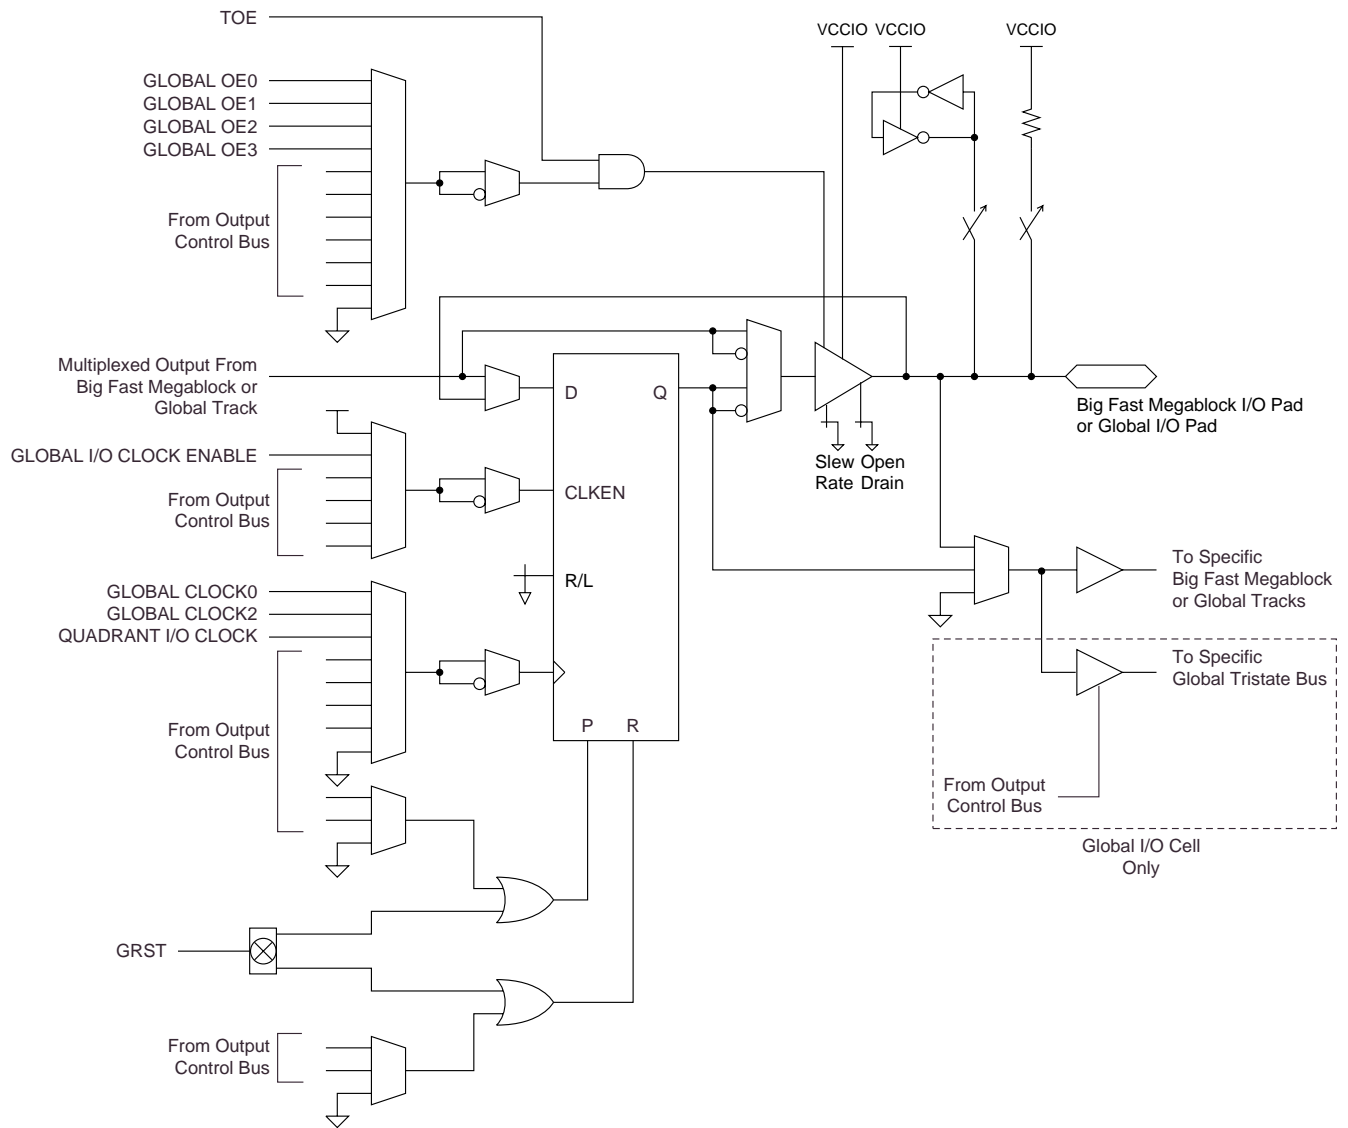 TOE
VCCIO
VCCIO
VCCIO
GLOBAL OE0
GLOBAL OE1
GLOBAL OE2
GLOBAL OE3
From Output
Control Bus
Multiplexed Output From
Big Fast Megablock or
Global Track
D
Q
Big Fast Megablock I/O Pad
or Global I/O Pad
Slew
Rate
Open
Drain
GLOBAL I/O CLOCK ENABLE
From Output
Control Bus
CLKEN
R/L
GLOBAL CLOCK0
GLOBAL CLOCK2
QUADRANT I/O CLOCK
From Output
Control Bus
P
R
To Specific
Big Fast Megablock
or Global Tracks
To Specific
Global Tristate Bus
From Output
Control Bus
Global I/O Cell
Only
GRST
From Output
Control Bus